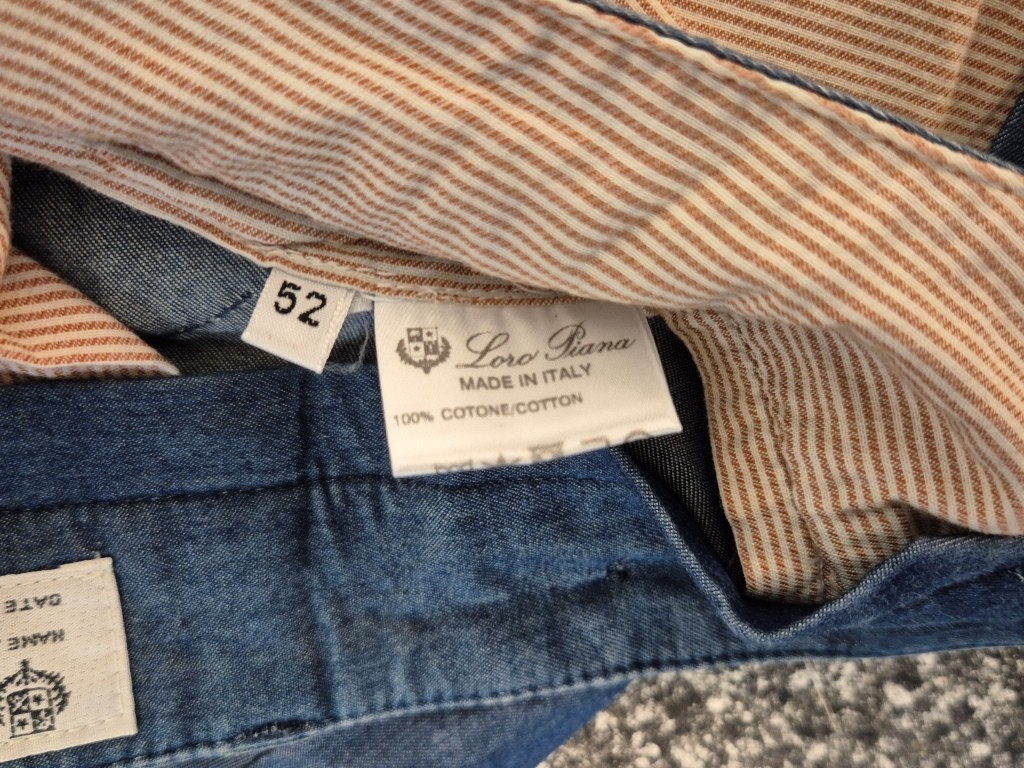 52
Loro Piana
MADE IN ITALY
100% COTONE/COTTON
DATE
NAME